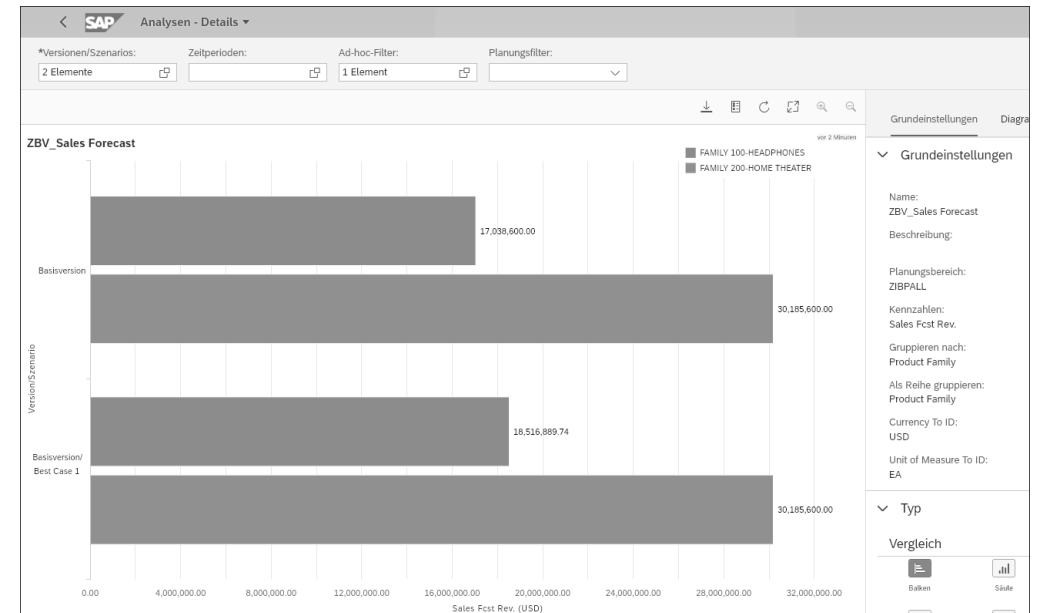 SAP Analysen - Details
*Versionen/Szenarios: Zeitperioden: Ad-hoc-Filter: Planungsfilter:
2 Elemente 1 Element
Grundeinstellungen Diagra
vor 2 Minuten
ZBV_Sales Forecast
FAMILY 100-HEADPHONES
FAMILY 200-HOME THEATER
17,038,600.00
Basisversion
30,185,600.00
Version/Szenario
18,516,889.74
Basisversion/
Best Case 1
30,185,600.00
0.00 4,000,000.00 8,000,000.00 12,000,000.00 16,000,000.00 20,000,000.00 24,000,000.00 28,000,000.00 32,000,000.00
Sales Fcst Rev. (USD)
Grundeinstellungen
Name:
ZBV_Sales Forecast
Beschreibung:
Planungsbereich:
ZIBPALL
Kennzahlen:
Sales Fcst Rev.
Gruppieren nach:
Product Family
Als Reihe gruppieren:
Product Family
Currency To ID:
USD
Unit of Measure To ID:
EA
Typ
Vergleich
Balken Säule